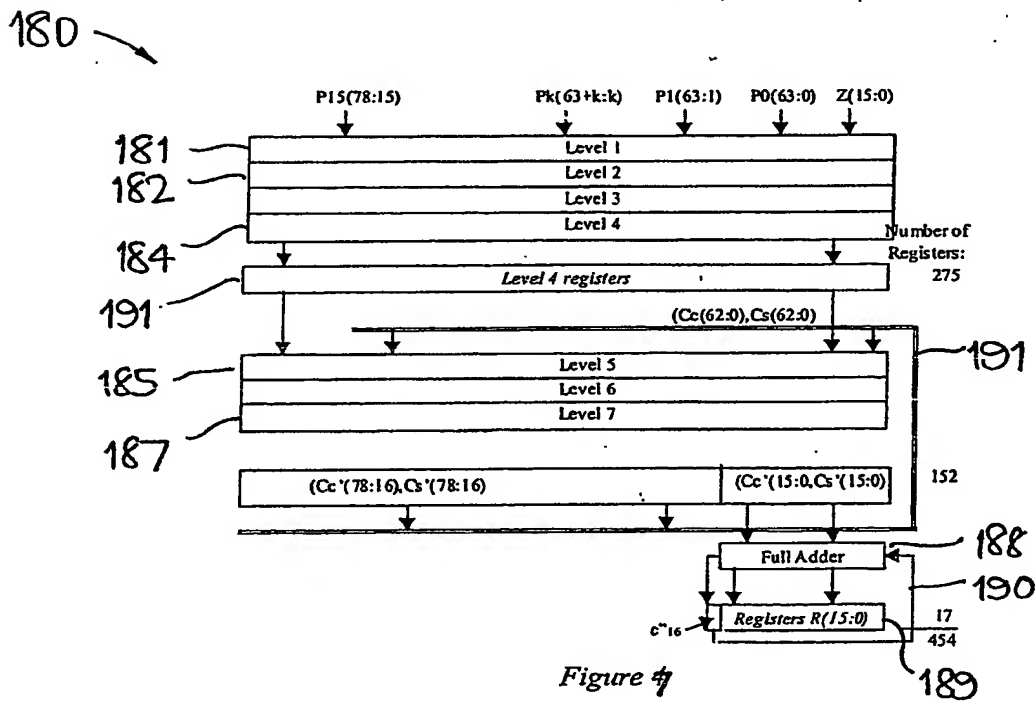 180
P15(78:15) Pk(63+k:k) P1(63:1) P0(63:0) Z(15:0)
181 Level 1
182 Level 2
Level 3
184 Level 4
Number of
Registers:
191 Level 4 registers 275
(Cc(62:0),Cs(62:0)
191
185 Level 5
Level 6
187 Level 7
(Cc'(78:16),Cs'(78:16) (Cc'(15:0,Cs'(15:0) 152
Full Adder 188
190
c"16 Registers R(15:0) 17
454
189
Figure